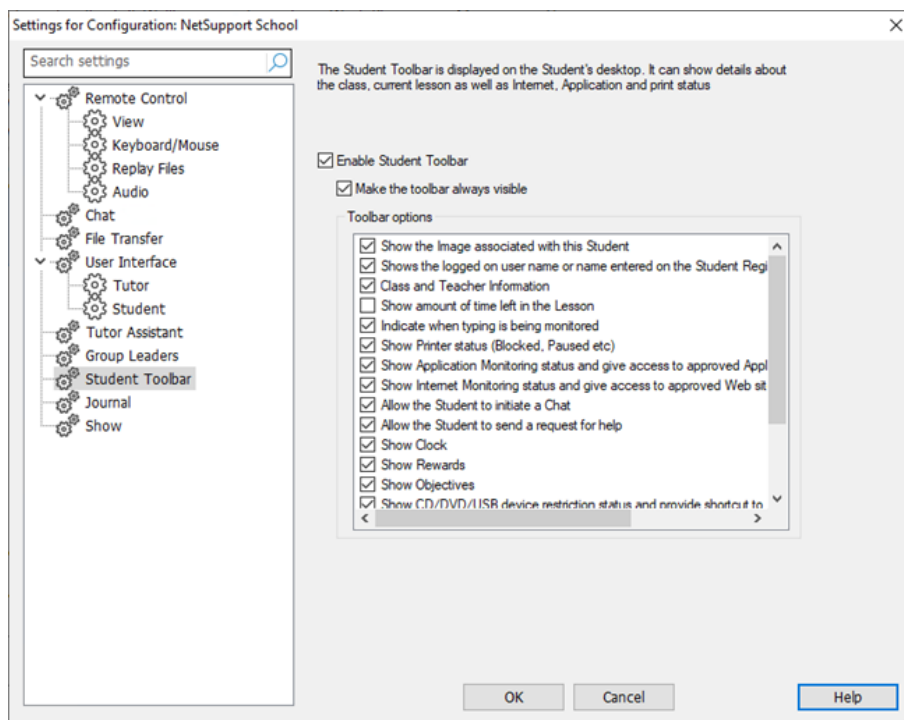 Settings for Configuration: NetSupport School
Search settings
Remote Control
View
Keyboard/Mouse
Replay Files
Audio
Chat
File Transfer
User Interface
Tutor
Student
Tutor Assistant
Group Leaders
Student Toolbar
Journal
Show
The Student Toolbar is displayed on the Student's desktop. It can show details about
the class, current lesson as well as Internet, Application and print status
Enable Student Toolbar
Make the toolbar always visible
Toolbar options
Show the Image associated with this Student
Shows the logged on user name or name entered on the Student Regi
Class and Teacher Information
Show amount of time left in the Lesson
Indicate when typing is being monitored
Show Printer status (Blocked, Paused etc)
Show Application Monitoring status and give access to approved Appl
Show Internet Monitoring status and give access to approved Web sit
Allow the Student to initiate a Chat
Allow the Student to send a request for help
Show Clock
Show Rewards
Show Objectives
Show CD/DVD/USB device restriction status and provide shortcut to
OK
Cancel
Help